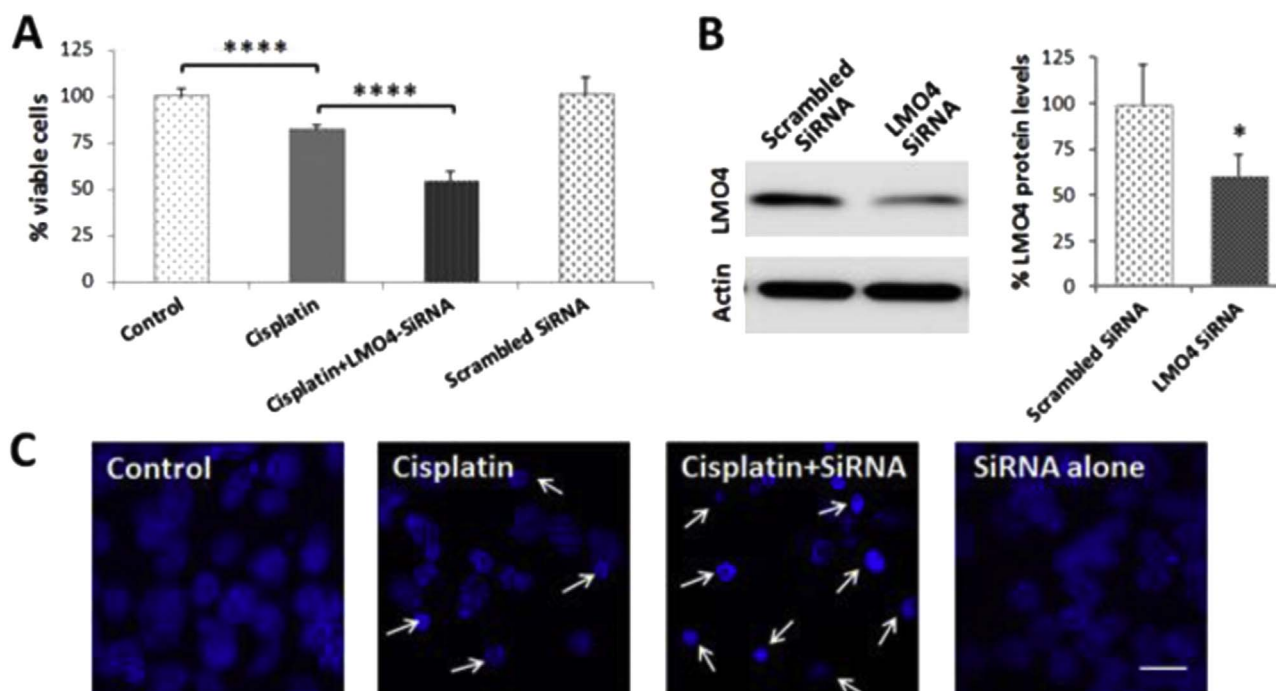 A
125
100
75
50
25
0
% viable cells
****
****
Control
Cisplatin
Cisplatin+LMO4-SiRNA
Scrambled SiRNA
B
Scrambled
SiRNA
LMO4
SiRNA
LMO4
Actin
125
100
75
50
25
0
% LMO4 protein levels
*
Scrambled SiRNA
LMO4 SiRNA
C
Control
Cisplatin
Cisplatin+SiRNA
SiRNA alone